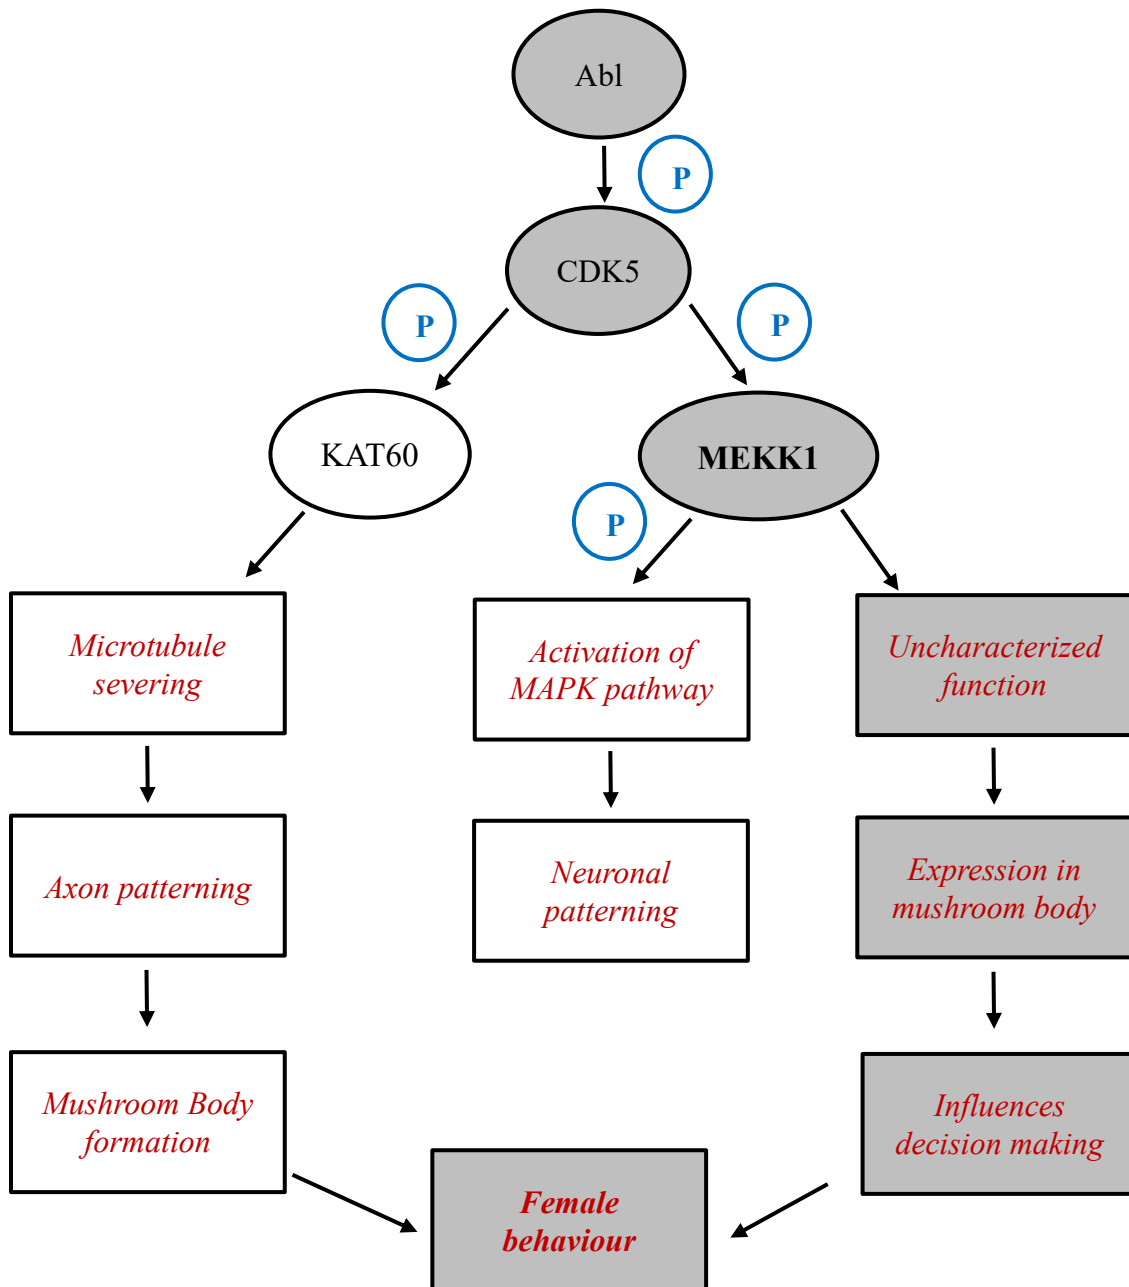 Abl
P
CDK5
P
P
KAT60
MEKK1
P
Microtubule
severing
Activation of
MAPK pathway
Uncharacterized
function
Axon patterning
Neuronal
patterning
Expression in
mushroom body
Mushroom Body
formation
Influences
decision making
Female
behaviour